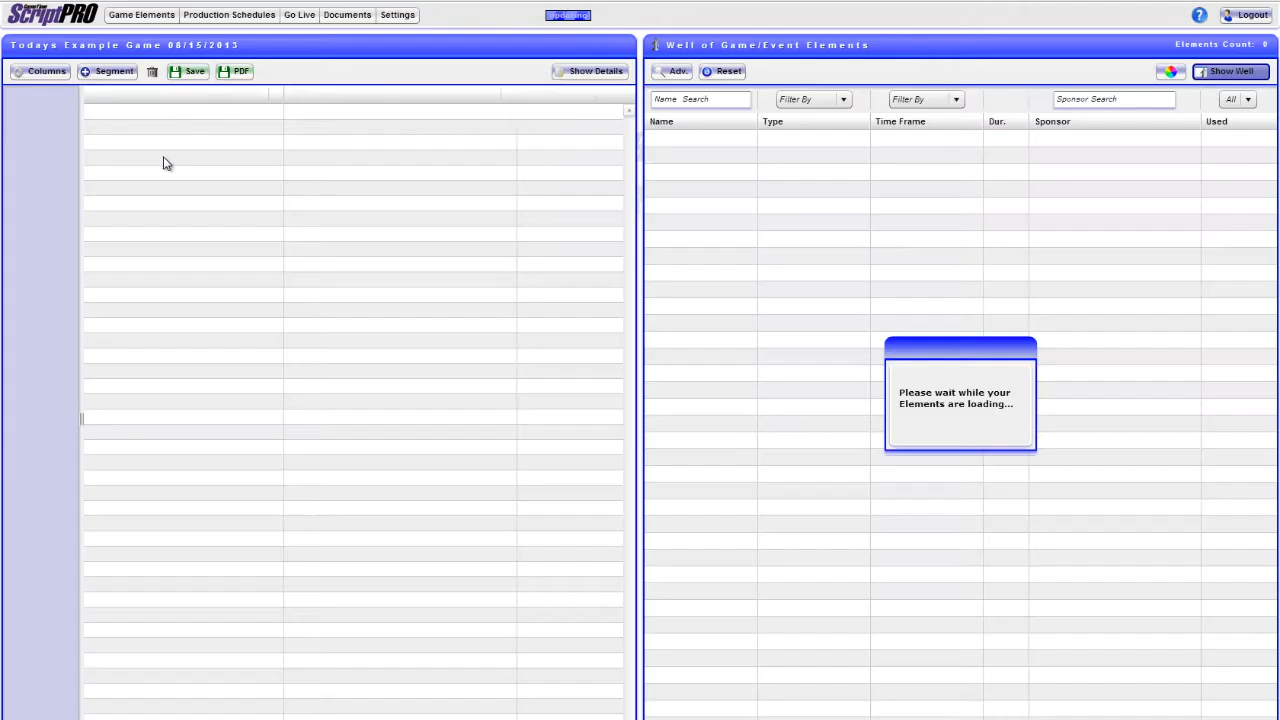 ScriptPRO
Game Elements Production Schedules Go Live Documents Settings
updating
? Logout
Todays Example Game 08/15/2013
Well of Game/Event Elements
Elements Count: 0
Columns Segment Save PDF Show Details
Adv. Reset Show Well
Name Search Filter By Filter By Sponsor Search All
Name Type Time Frame Dur. Sponsor Used
Please wait while your
Elements are loading...